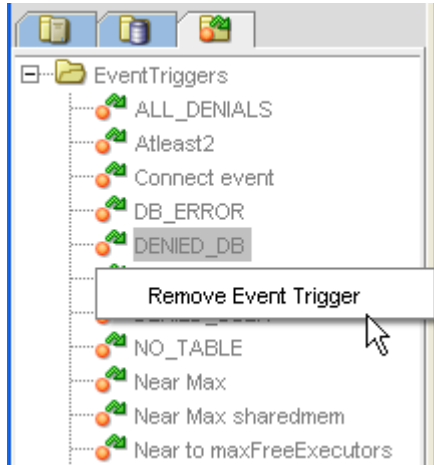 EventTriggers
ALL_DENIALS
Atleast2
Connect event
DB_ERROR
DENIED_DB
Remove Event Trigger
NO_TABLE
Near Max
Near Max sharedmem
Near to maxFreeExecutors